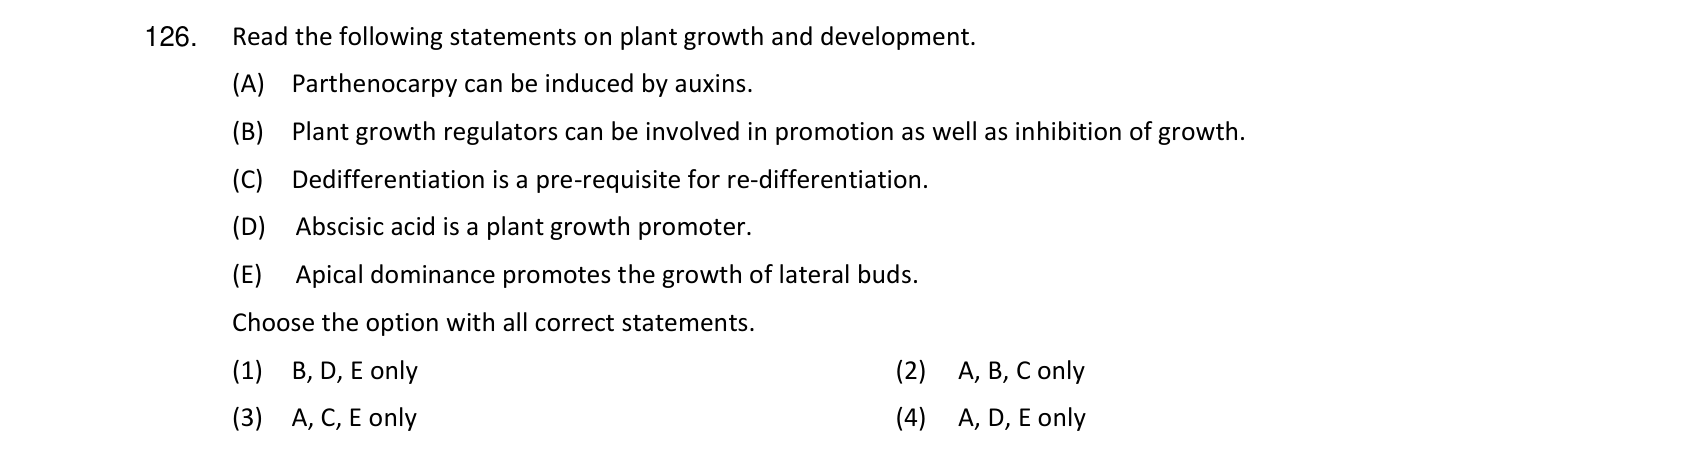 126. Read the following statements on plant growth and development.
(A) Parthenocarpy can be induced by auxins.
(B) Plant growth regulators can be involved in promotion as well as inhibition of growth.
(C) Dedifferentiation is a pre-requisite for re-differentiation.
(D) Abscisic acid is a plant growth promoter.
(E) Apical dominance promotes the growth of lateral buds.
Choose the option with all correct statements.
(1) B, D, E only (2) A, B, C only
(3) A, C, E only (4) A, D, E only